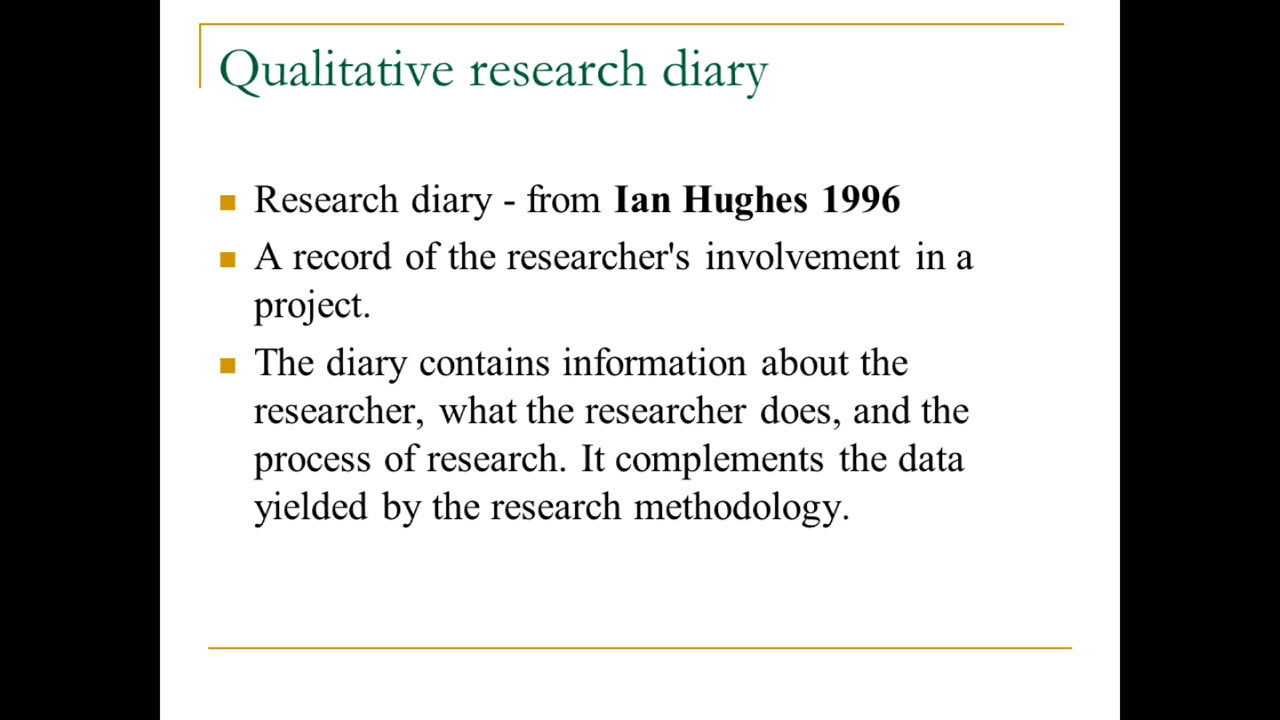 Qualitative research diary
Research diary - from Ian Hughes 1996
A record of the researcher's involvement in a
project.
The diary contains information about the
researcher, what the researcher does, and the
process of research. It complements the data
yielded by the research methodology.